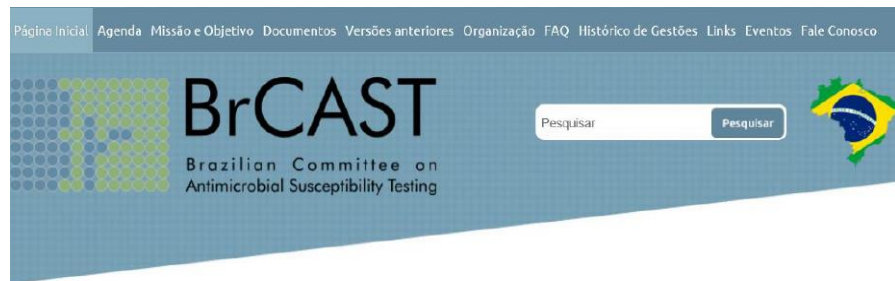 Página Inicial Agenda Missão e Objetivo Documentos Versões anteriores Organização FAQ Histórico de Gestões Links Eventos Fale Conosco
BrCAST
Pesquisar Pesquisar
Brazilian Committee on
Antimicrobial Susceptibility Testing